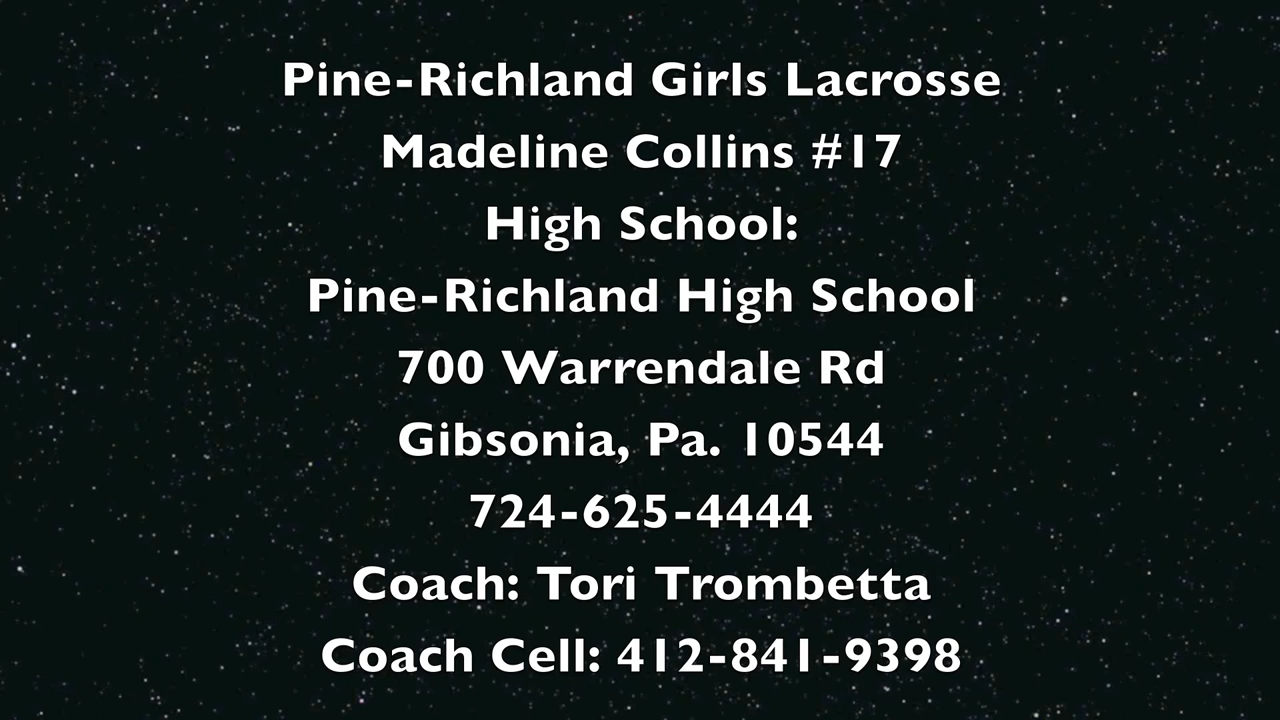 Pine-Richland Girls Lacrosse
Madeline Collins #17
High School:
Pine-Richland High School
700 Warrendale Rd
Gibsonia, Pa. 10544
724-625-4444
Coach: Tori Trombetta
Coach Cell: 412-841-9398